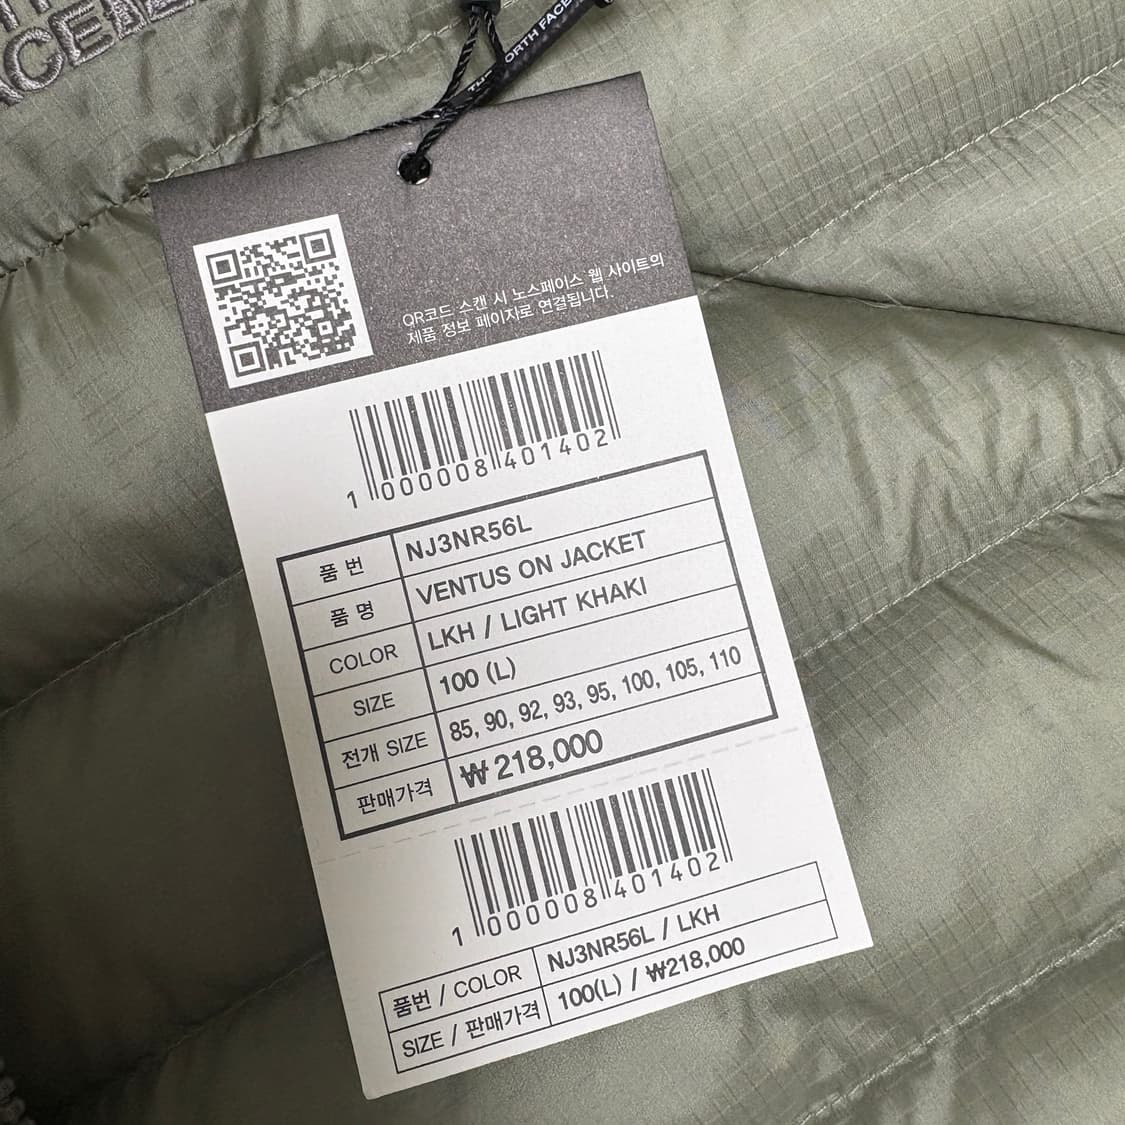 THE NORTH FACE
QR코드 스캔 시 노스페이스 웹 사이트의
제품 정보 페이지로 연결됩니다.
1 000008 401402
품 번 NJ3NR56L
품 명 VENTUS ON JACKET
COLOR LKH / LIGHT KHAKI
SIZE 100 (L)
전개 SIZE 85, 90, 92, 93, 95, 100, 105, 110
판매가격 ₩ 218,000
1 000008 401402
품번 / COLOR NJ3NR56L / LKH
SIZE / 판매가격 100(L) / ₩218,000